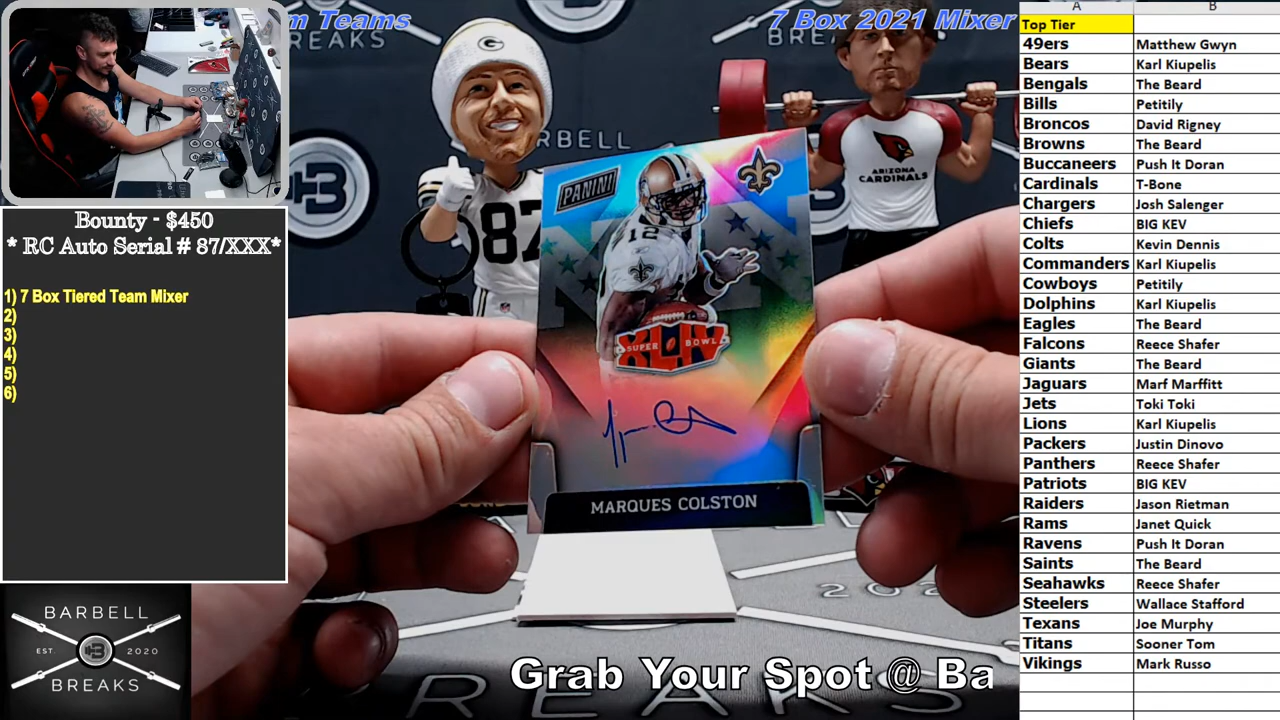 m Teams
7 Box 2021 Mixer
EAKS
BREA
BARBELL
G
87
ARIZONA
CARDINALS
PANINI
12
SUPER BOWL
XLIV
MARQUES COLSTON
Bounty - $450
* RC Auto Serial # 87/XXX*
1) 7 Box Tiered Team Mixer
2)
3)
4)
5)
6)
BARBELL
EST 2020
BREAKS
Grab Your Spot @ Ba
A B
Top Tier
49ers Matthew Gwyn
Bears Karl Kiupelis
Bengals The Beard
Bills Petitily
Broncos David Rigney
Browns The Beard
Buccaneers Push It Doran
Cardinals T-Bone
Chargers Josh Salenger
Chiefs BIG KEV
Colts Kevin Dennis
Commanders Karl Kiupelis
Cowboys Petitily
Dolphins Karl Kiupelis
Eagles The Beard
Falcons Reece Shafer
Giants The Beard
Jaguars Marf Marffitt
Jets Toki Toki
Lions Karl Kiupelis
Packers Justin Dinovo
Panthers Reece Shafer
Patriots BIG KEV
Raiders Jason Rietman
Rams Janet Quick
Ravens Push It Doran
Saints The Beard
Seahawks Reece Shafer
Steelers Wallace Stafford
Texans Joe Murphy
Titans Sooner Tom
Vikings Mark Russo